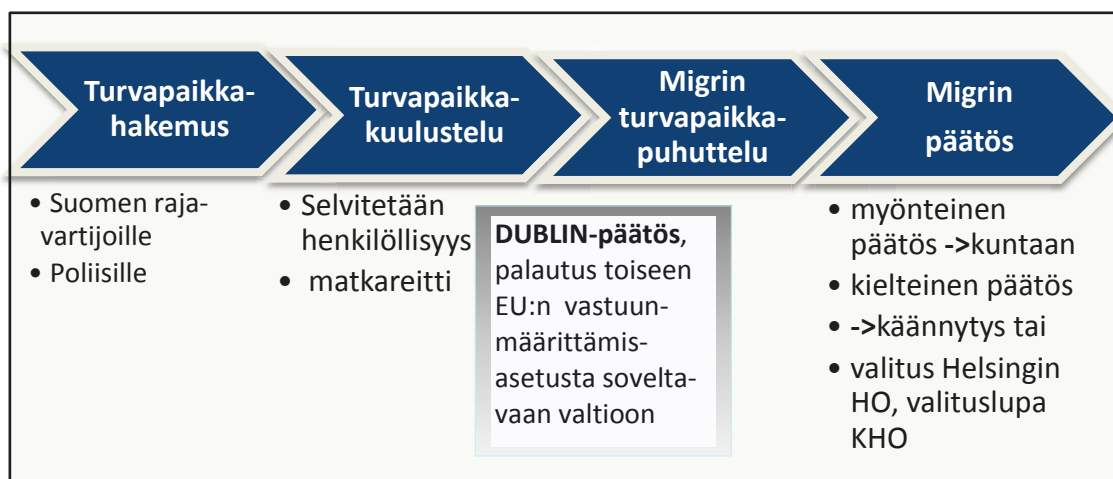 Turvapaikka-
hakemus
• Suomen raja-
vartijoille
• Poliisille
Turvapaikka-
kuulustelu
• Selvitetään
henkilöllisyys
• matkareitti
Migrin
turvapaikka-
puhuttelu
DUBLIN-päätös,
palautus toiseen
EU:n vastuun-
määrittämis-
asetusta sovelta-
vaan valtioon
Migrin
päätös
• myönteinen
päätös ->kuntaan
• kielteinen päätös
• ->käännytys tai
• valitus Helsingin
HO, valituslupa
KHO